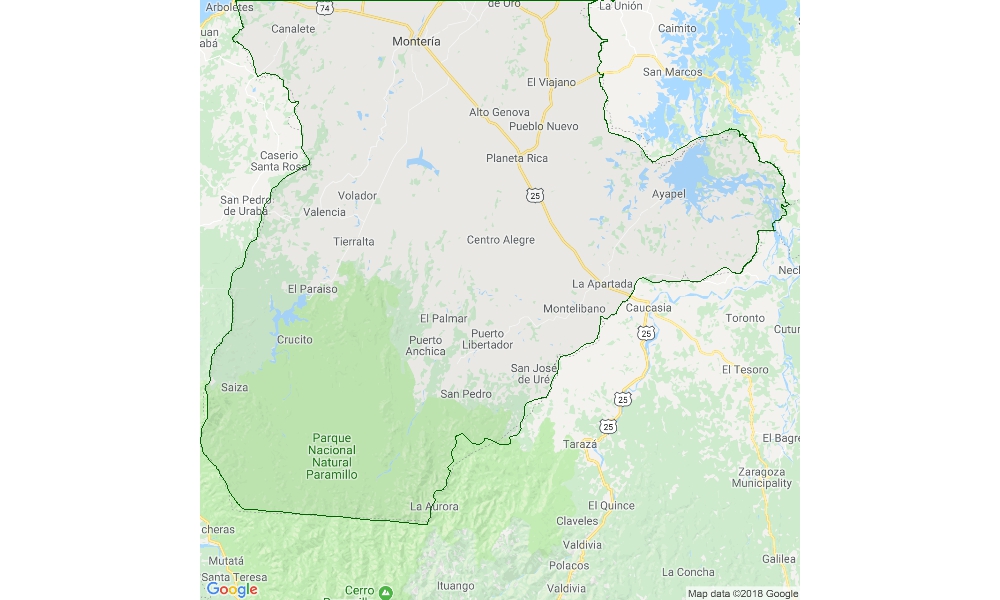 de Oro
La Unión
Arboletes
74
Canalete
Caimito
Montería
San Marcos
El Viajano
Alto Genova
Pueblo Nuevo
Planeta Rica
Caserio
Santa Rosa
25
Ayapel
Volador
San Pedro
de Urabá
Valencia
Tierralta
Centro Alegre
La Apartada
El Paraiso
Montelibano
Caucasia
Toronto
El Palmar
25
Crucito
Puerto
Anchica
Puerto
Libertador
San José
de Uré
El Tesoro
Saiza
San Pedro
25
25
Tarazá
El Bagre
Parque
Nacional
Natural
Paramillo
Zaragoza
Municipality
La Aurora
El Quince
Claveles
cheras
Valdivia
Mutatá
Galilea
Polacos
La Concha
Santa Teresa
Ituango
Valdivia
Cerro
Google
Map data ©2018 Google